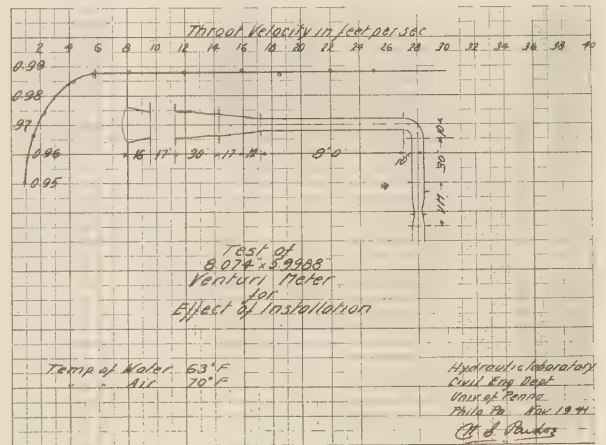 Throat Velocity in feet per sec
2 4 6 8 10 12 14 16 18 20 22 24 26 28 30 32 34 36 38 40
0.99
0.98
.97
0.96
0.95
15 17 30 17 12 8'-0
10" 30" VM
Test of
8.074" x 5.9988
Venturi Meter
for
Effect of Installation
Temp of Water 63°F
" " Air 70°F
Hydraulic laboratory
Civil Eng Dept
Univ of Penna
Phila Pa Nov 1941